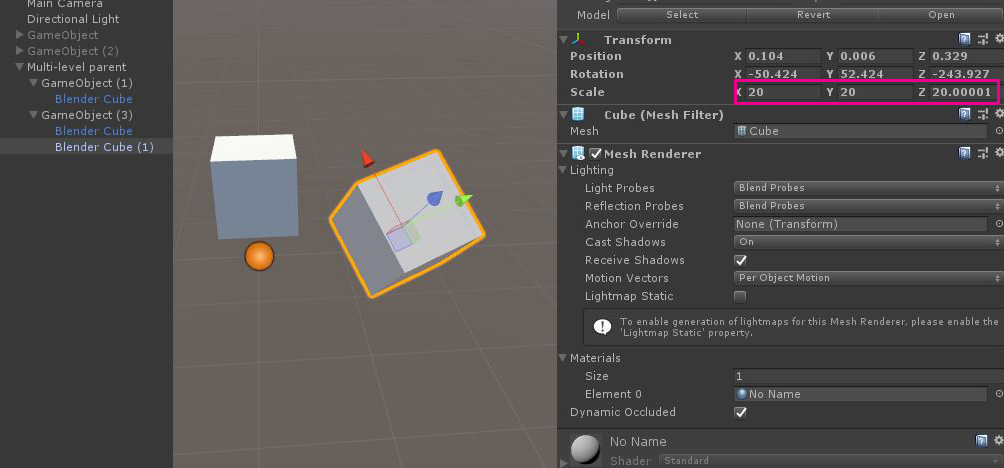 Main Camera
Directional Light
GameObject
GameObject (2)
Multi-level parent
GameObject (1)
Blender Cube
GameObject (3)
Blender Cube
Blender Cube (1)
Model Select Revert Open
Transform
Position X 0.104 Y 0.006 Z 0.329
Rotation X -50.424 Y 52.424 Z -243.927
Scale X 20 Y 20 Z 20.00001
Cube (Mesh Filter)
Mesh Cube
Mesh Renderer
Lighting
Light Probes Blend Probes
Reflection Probes Blend Probes
Anchor Override None (Transform)
Cast Shadows On
Receive Shadows
Motion Vectors Per Object Motion
Lightmap Static
To enable generation of lightmaps for this Mesh Renderer, please enable the
'Lightmap Static' property.
Materials
Size 1
Element 0 No Name
Dynamic Occluded
No Name
Shader Standard